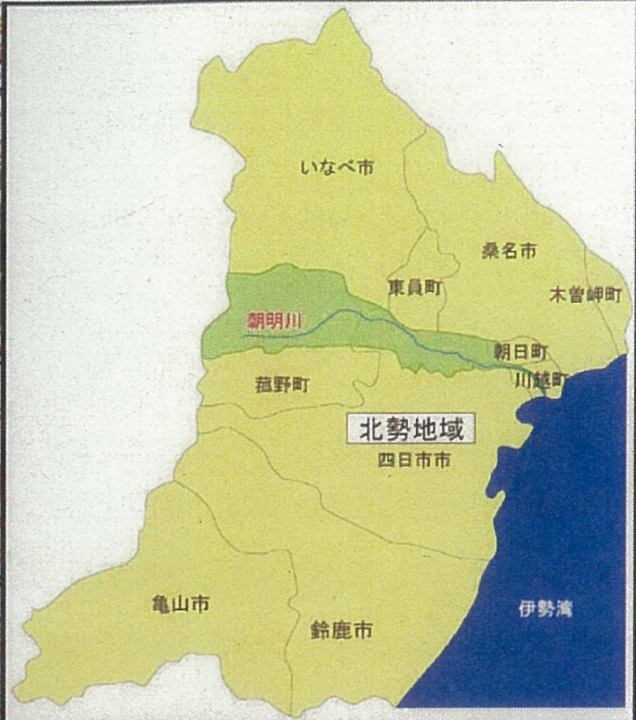 いなべ市
桑名市
東員町
木曽岬町
朝明川
朝日町
川越町
菰野町
北勢地域
四日市市
亀山市
鈴鹿市
伊勢湾